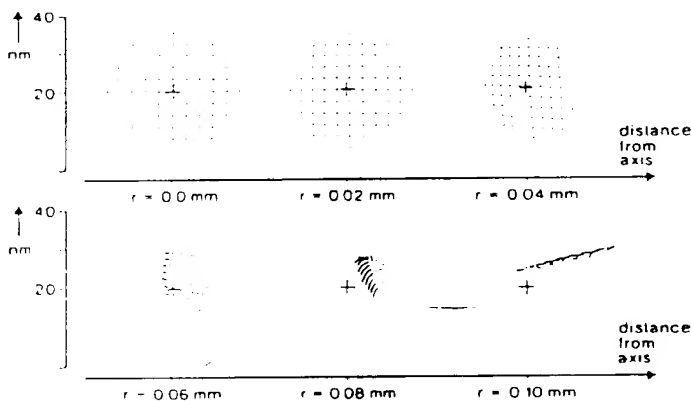 40
nm
20
distance
from
axis
r = 0.0 mm
r = 0.02 mm
r = 0.04 mm
40
nm
20
distance
from
axis
r = 0.06 mm
r = 0.08 mm
r = 0.10 mm